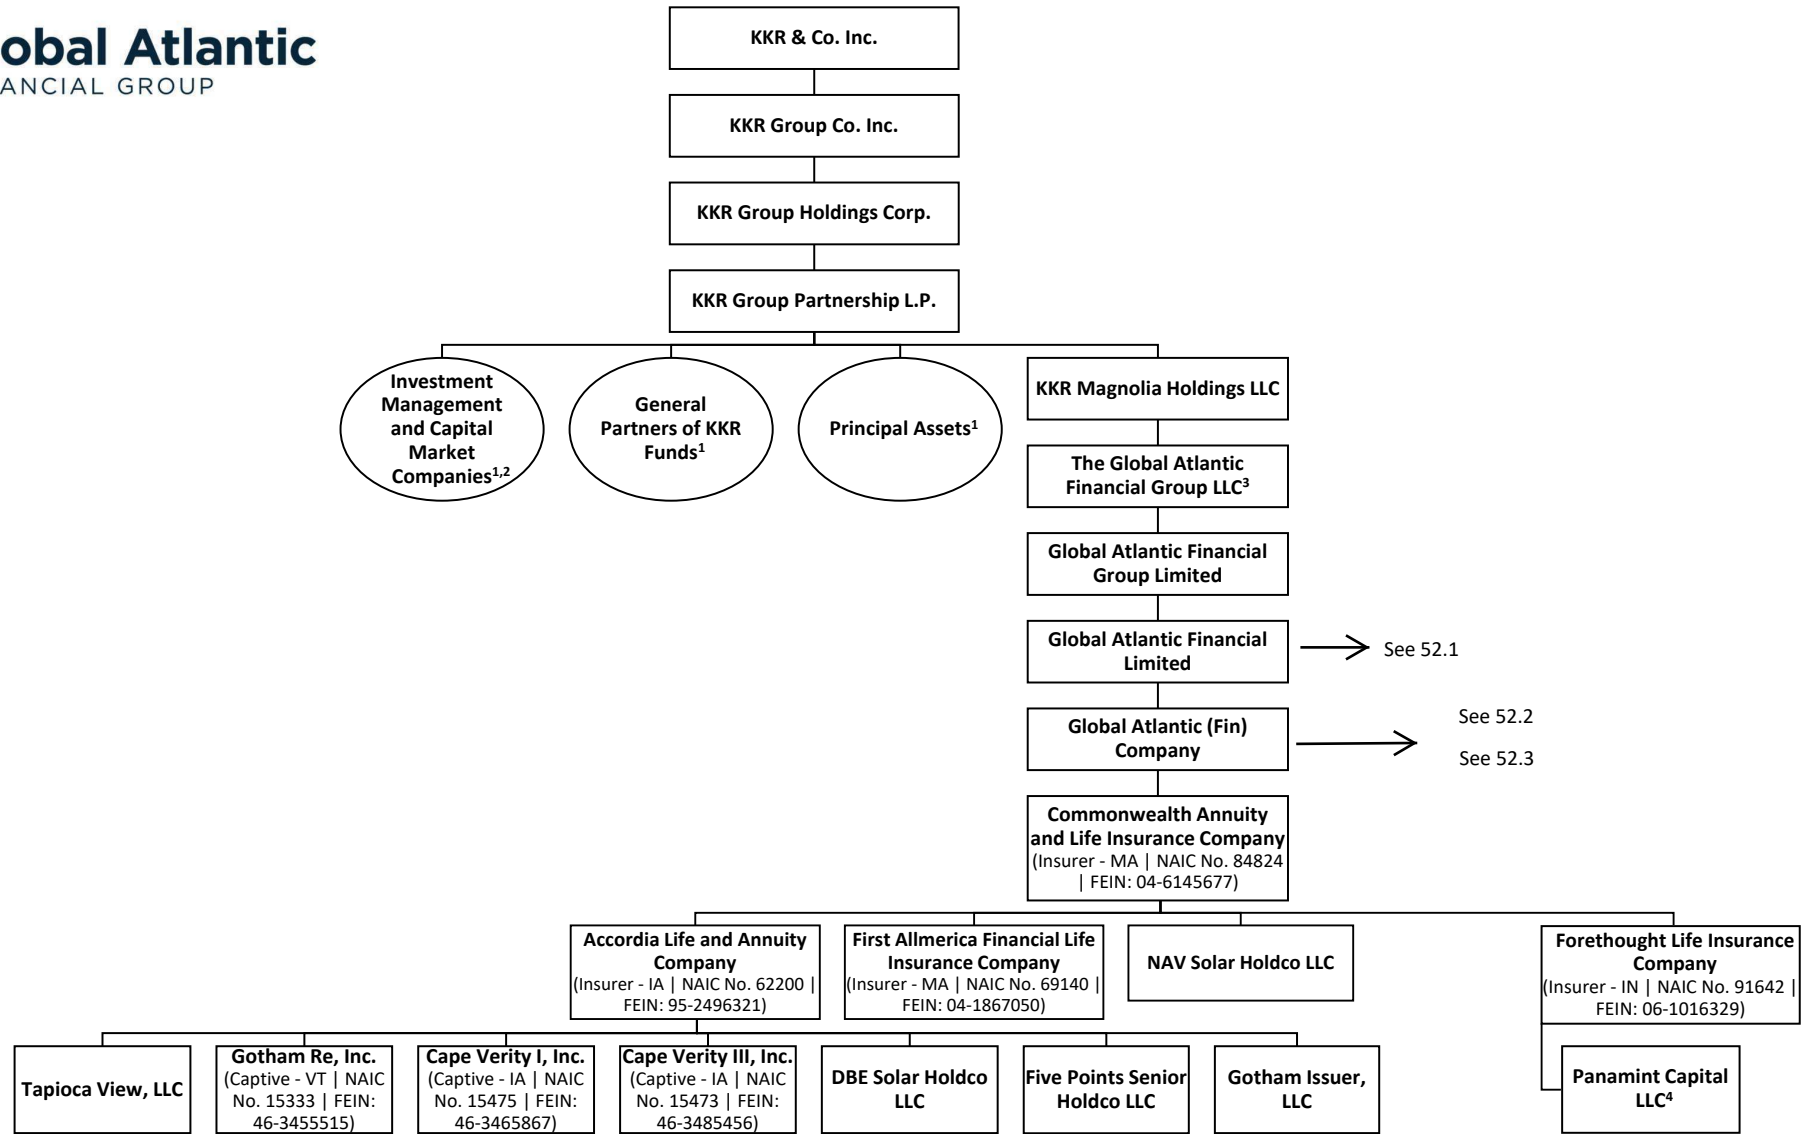 obal Atlantic
ANCIAL GROUP
KKR & Co. Inc.
KKR Group Co. Inc.
KKR Group Holdings Corp.
KKR Group Partnership L.P.
Investment
Management
and Capital
Market
Companies1,2
General
Partners of KKR
Funds1
Principal Assets1
KKR Magnolia Holdings LLC
The Global Atlantic
Financial Group LLC3
Global Atlantic Financial
Group Limited
Global Atlantic Financial
Limited
See 52.1
Global Atlantic (Fin)
Company
See 52.2
See 52.3
Commonwealth Annuity
and Life Insurance Company
(Insurer - MA | NAIC No. 84824
| FEIN: 04-6145677)
Accordia Life and Annuity
Company
(Insurer - IA | NAIC No. 62200 |
FEIN: 95-2496321)
First Allmerica Financial Life
Insurance Company
(Insurer - MA | NAIC No. 69140 |
FEIN: 04-1867050)
NAV Solar Holdco LLC
Forethought Life Insurance
Company
(Insurer - IN | NAIC No. 91642 |
FEIN: 06-1016329)
Tapioca View, LLC
Gotham Re, Inc.
(Captive - VT | NAIC
No. 15333 | FEIN:
46-3455515)
Cape Verity I, Inc.
(Captive - IA | NAIC
No. 15475 | FEIN:
46-3465867)
Cape Verity III, Inc.
(Captive - IA | NAIC
No. 15473 | FEIN:
46-3485456)
DBE Solar Holdco
LLC
Five Points Senior
Holdco LLC
Gotham Issuer,
LLC
Panamint Capital
LLC4